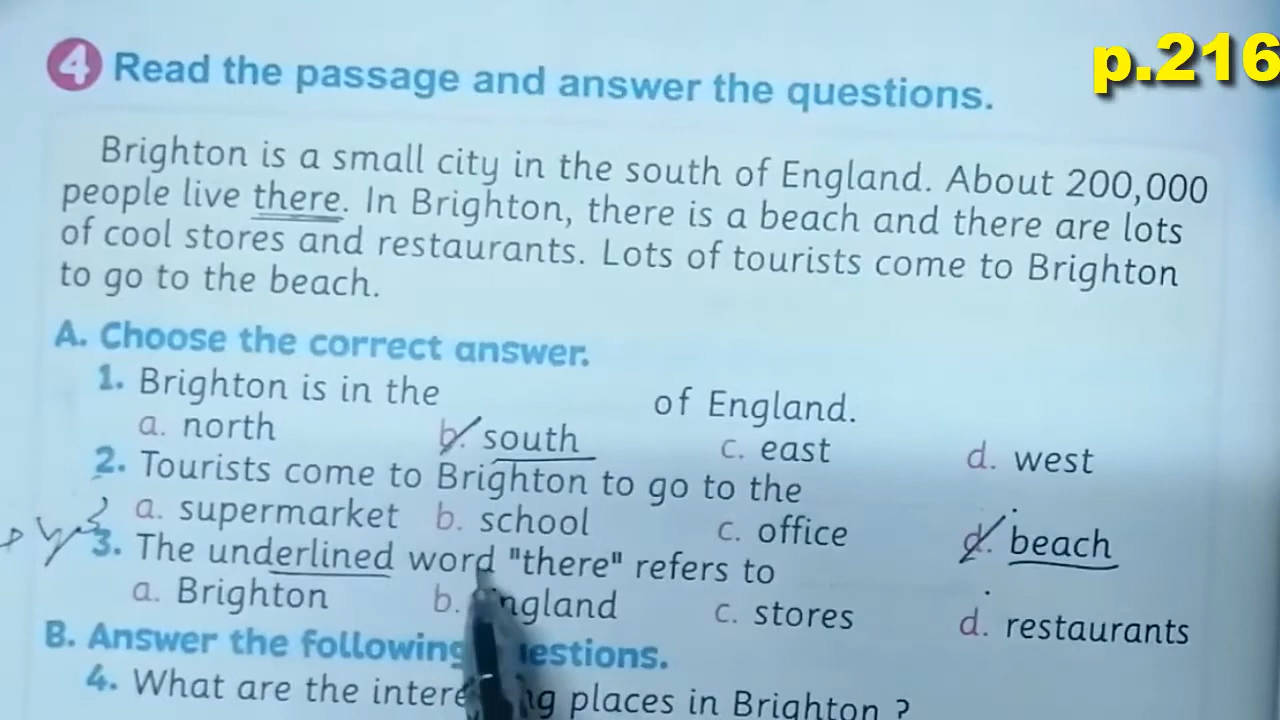 p.216
4 Read the passage and answer the questions.
Brighton is a small city in the south of England. About 200,000
people live there. In Brighton, there is a beach and there are lots
of cool stores and restaurants. Lots of tourists come to Brighton
to go to the beach.
A. Choose the correct answer.
1. Brighton is in the of England.
a. north b. south c. east d. west
2. Tourists come to Brighton to go to the
a. supermarket b. school c. office d. beach
3. The underlined word "there" refers to
a. Brighton b. c. stores d. restaurants
B. Answer the following
4. What are the places in Brighton ?